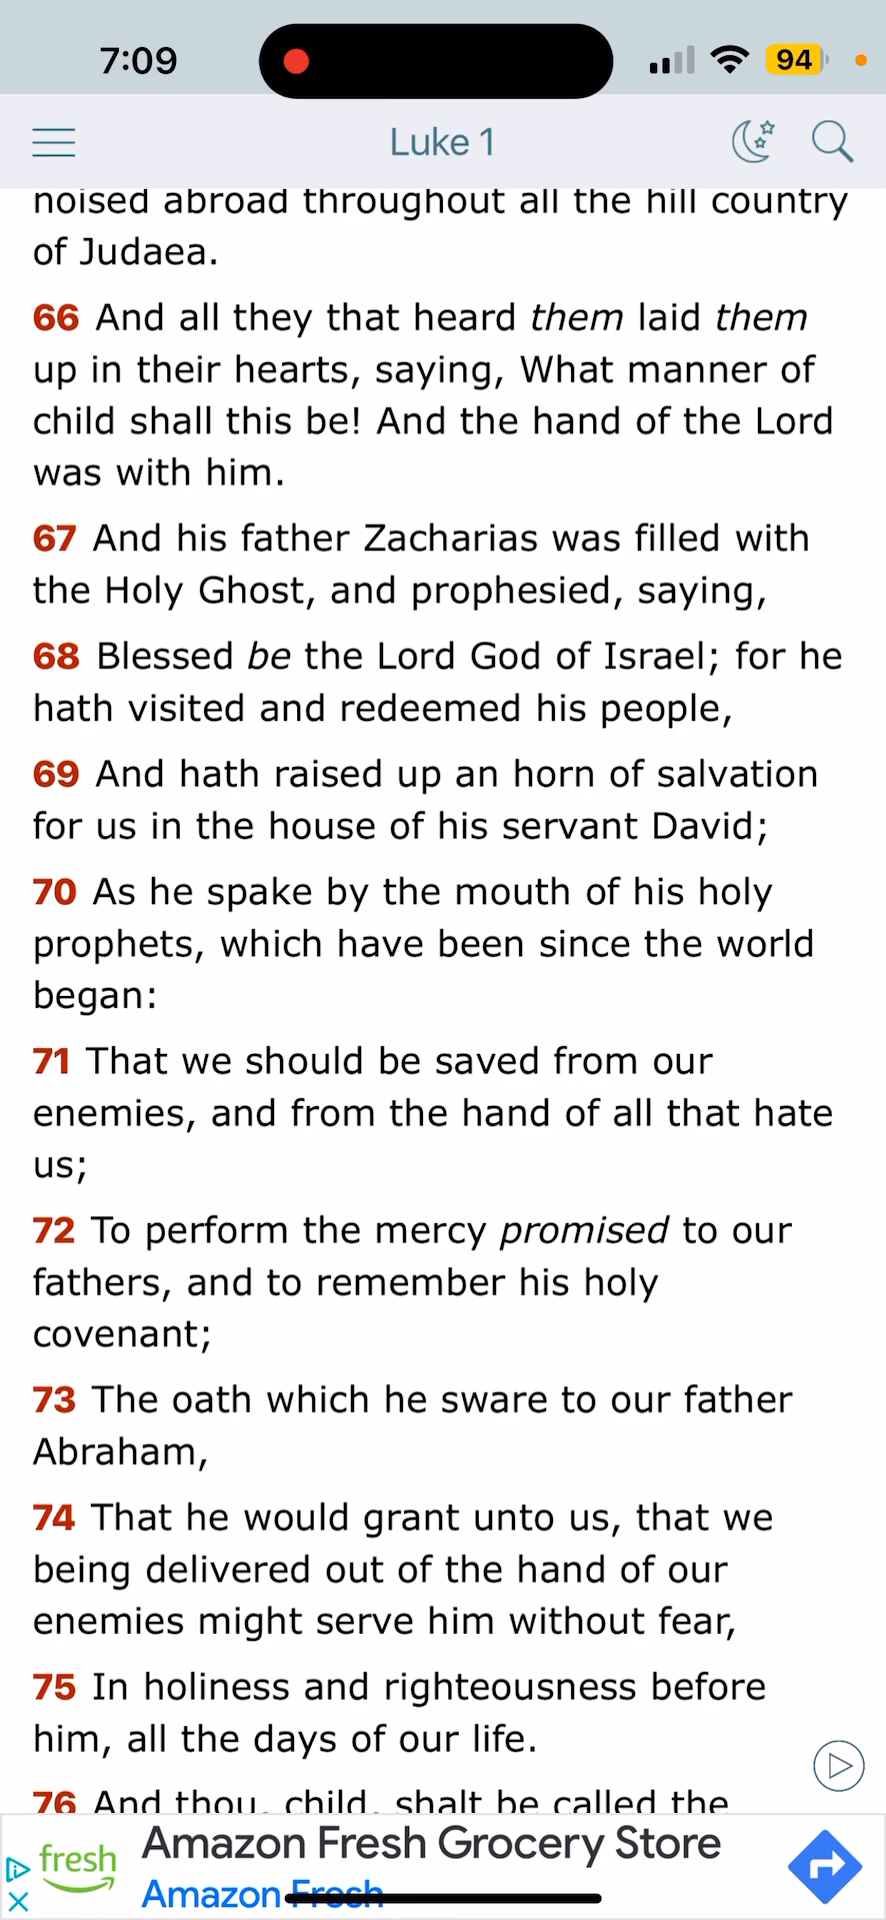 7:09
94
Luke 1
noised abroad throughout all the hill country
of Judaea.
66 And all they that heard them laid them
up in their hearts, saying, What manner of
child shall this be! And the hand of the Lord
was with him.
67 And his father Zacharias was filled with
the Holy Ghost, and prophesied, saying,
68 Blessed be the Lord God of Israel; for he
hath visited and redeemed his people,
69 And hath raised up an horn of salvation
for us in the house of his servant David;
70 As he spake by the mouth of his holy
prophets, which have been since the world
began:
71 That we should be saved from our
enemies, and from the hand of all that hate
us;
72 To perform the mercy promised to our
fathers, and to remember his holy
covenant;
73 The oath which he sware to our father
Abraham,
74 That he would grant unto us, that we
being delivered out of the hand of our
enemies might serve him without fear,
75 In holiness and righteousness before
him, all the days of our life.
76 And thou, child, shalt be called the
fresh
Amazon Fresh Grocery Store
Amazon Fresh